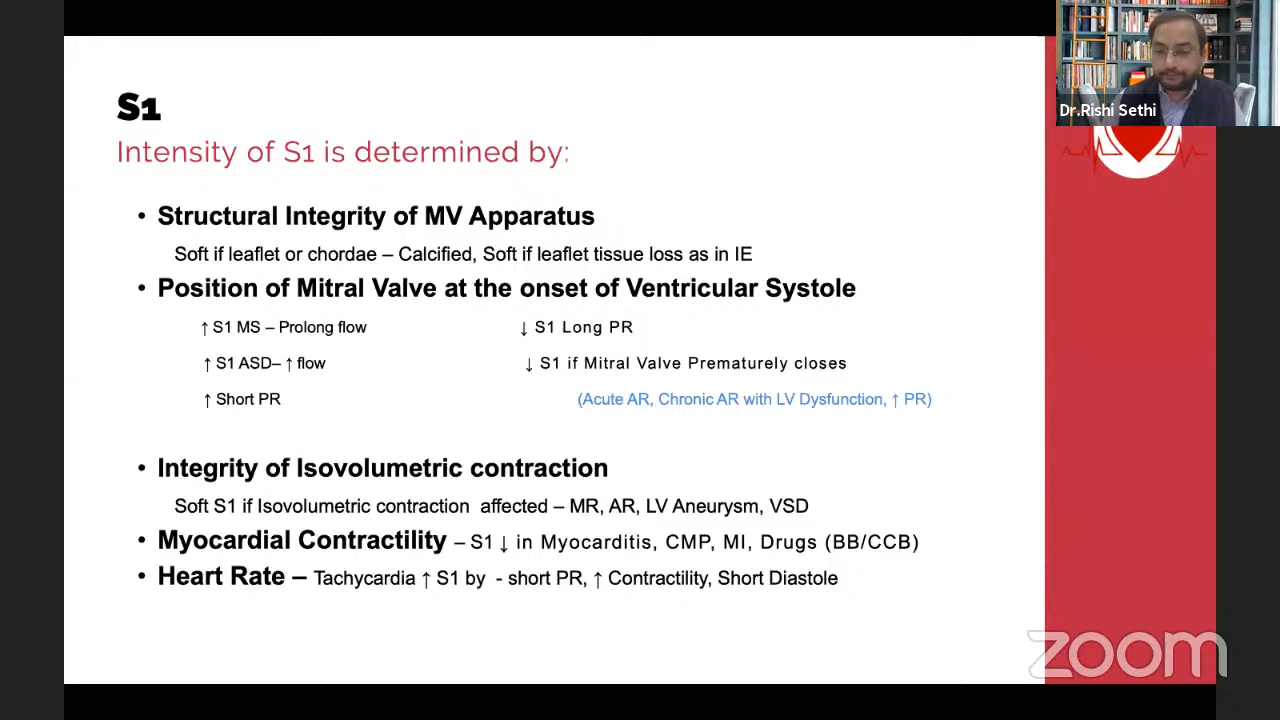 Dr.Rishi Sethi
S1
Intensity of S1 is determined by:
• Structural Integrity of MV Apparatus
Soft if leaflet or chordae – Calcified, Soft if leaflet tissue loss as in IE
• Position of Mitral Valve at the onset of Ventricular Systole
↑ S1 MS – Prolong flow ↓ S1 Long PR
↑ S1 ASD– ↑ flow ↓ S1 if Mitral Valve Prematurely closes
↑ Short PR (Acute AR, Chronic AR with LV Dysfunction, ↑ PR)
• Integrity of Isovolumetric contraction
Soft S1 if Isovolumetric contraction affected – MR, AR, LV Aneurysm, VSD
• Myocardial Contractility – S1 ↓ in Myocarditis, CMP, MI, Drugs (BB/CCB)
• Heart Rate – Tachycardia ↑ S1 by - short PR, ↑ Contractility, Short Diastole
zoom